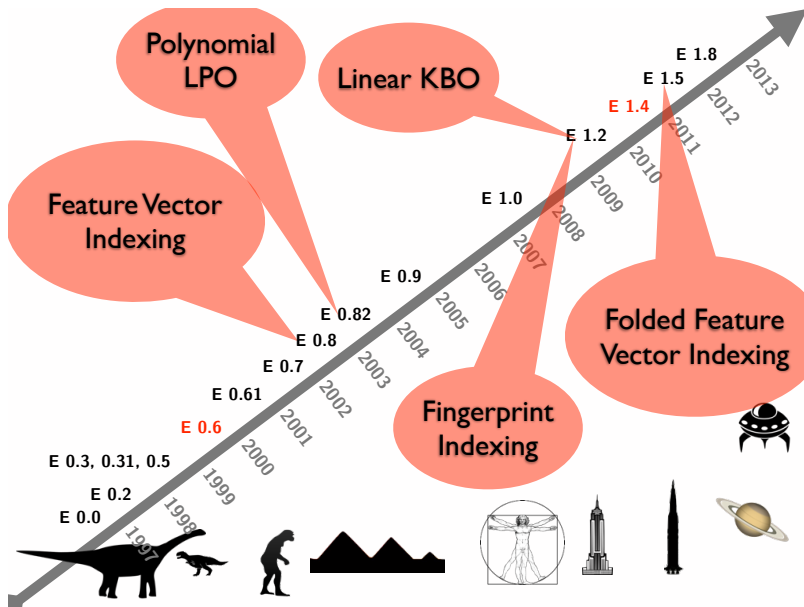 Polynomial
LPO
Linear KBO
Feature Vector
Indexing
Folded Feature
Vector Indexing
Fingerprint
Indexing
E 1.8
E 1.5
E 1.4
E 1.2
E 1.0
E 0.9
E 0.82
E 0.8
E 0.7
E 0.61
E 0.6
E 0.3, 0.31, 0.5
E 0.2
E 0.0
1997
1998
1999
2000
2001
2002
2003
2004
2005
2006
2007
2008
2009
2010
2011
2012
2013